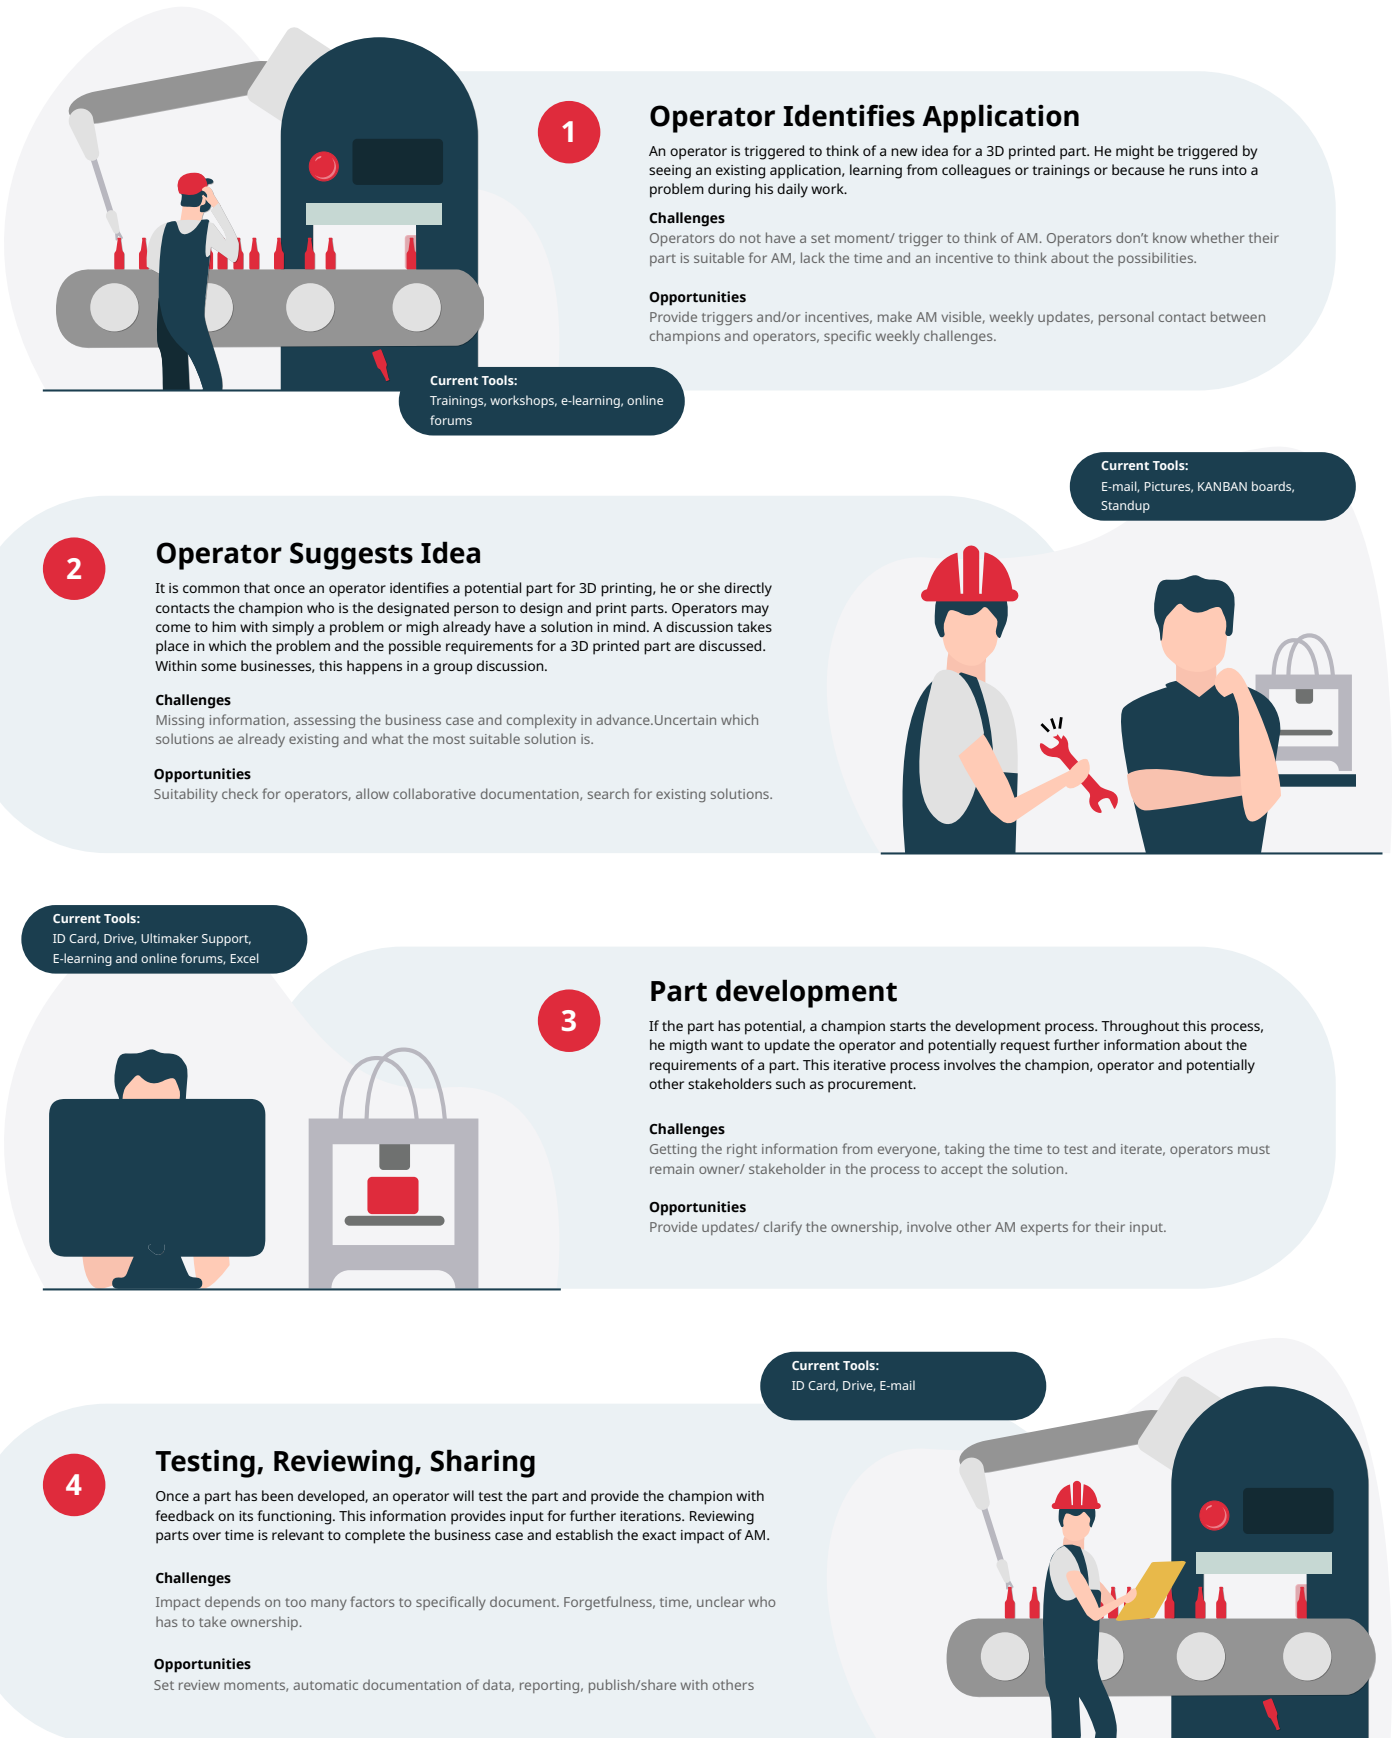 1
Operator Identifies Application
An operator is triggered to think of a new idea for a 3D printed part. He might be triggered by
seeing an existing application, learning from colleagues or trainings or because he runs into a
problem during his daily work.
Challenges
Operators do not have a set moment/ trigger to think of AM. Operators don’t know whether their
part is suitable for AM, lack the time and an incentive to think about the possibilities.
Opportunities
Provide triggers and/or incentives, make AM visible, weekly updates, personal contact between
champions and operators, specific weekly challenges.
Current Tools:
Trainings, workshops, e-learning, online
forums
Current Tools:
E-mail, Pictures, KANBAN boards,
Standup
2
Operator Suggests Idea
It is common that once an operator identifies a potential part for 3D printing, he or she directly
contacts the champion who is the designated person to design and print parts. Operators may
come to him with simply a problem or migh already have a solution in mind. A discussion takes
place in which the problem and the possible requirements for a 3D printed part are discussed.
Within some businesses, this happens in a group discussion.
Challenges
Missing information, assessing the business case and complexity in advance.Uncertain which
solutions ae already existing and what the most suitable solution is.
Opportunities
Suitability check for operators, allow collaborative documentation, search for existing solutions.
Current Tools:
ID Card, Drive, Ultimaker Support,
E-learning and online forums, Excel
3
Part development
If the part has potential, a champion starts the development process. Throughout this process,
he migth want to update the operator and potentially request further information about the
requirements of a part. This iterative process involves the champion, operator and potentially
other stakeholders such as procurement.
Challenges
Getting the right information from everyone, taking the time to test and iterate, operators must
remain owner/ stakeholder in the process to accept the solution.
Opportunities
Provide updates/ clarify the ownership, involve other AM experts for their input.
Current Tools:
ID Card, Drive, E-mail
4
Testing, Reviewing, Sharing
Once a part has been developed, an operator will test the part and provide the champion with
feedback on its functioning. This information provides input for further iterations. Reviewing
parts over time is relevant to complete the business case and establish the exact impact of AM.
Challenges
Impact depends on too many factors to specifically document. Forgetfulness, time, unclear who
has to take ownership.
Opportunities
Set review moments, automatic documentation of data, reporting, publish/share with others